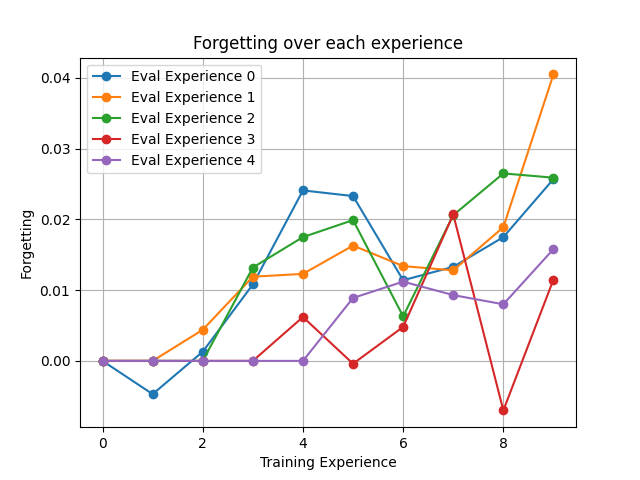 Forgetting over each experience
Eval Experience 0
Eval Experience 1
Eval Experience 2
Eval Experience 3
Eval Experience 4
Forgetting
0.04
0.03
0.02
0.01
0.00
0 2 4 6 8
Training Experience